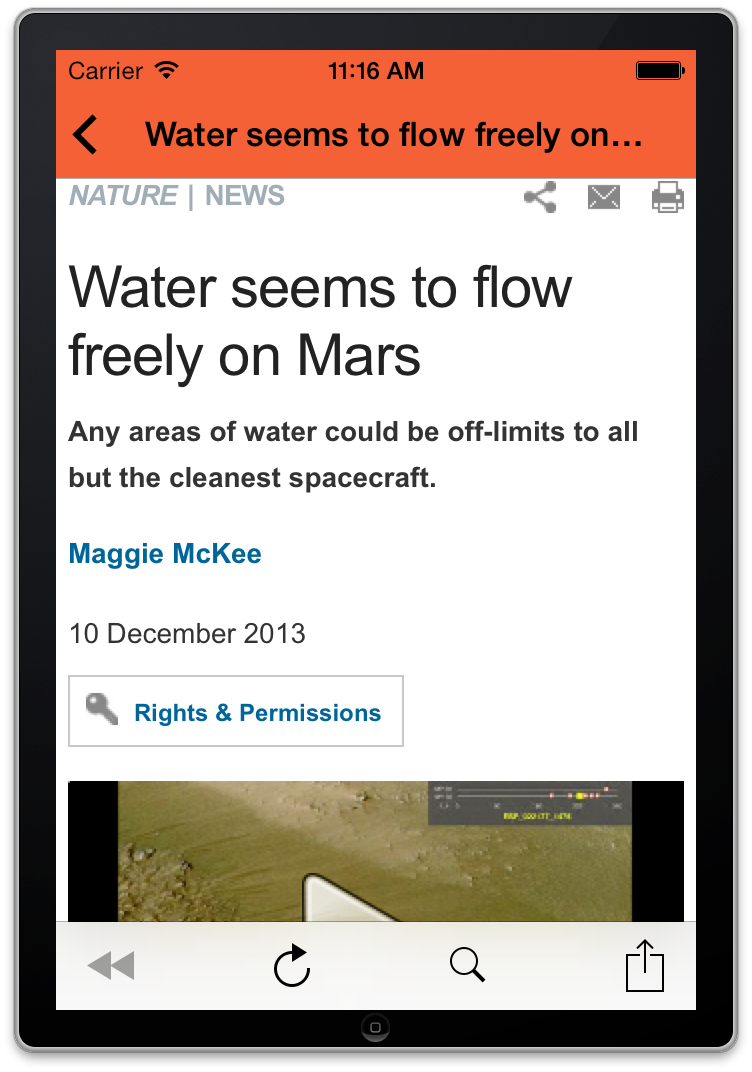 Carrier 11:16 AM
Water seems to flow freely on...
NATURE | NEWS
Water seems to flow
freely on Mars
Any areas of water could be off-limits to all
but the cleanest spacecraft.
Maggie McKee
10 December 2013
Rights & Permissions